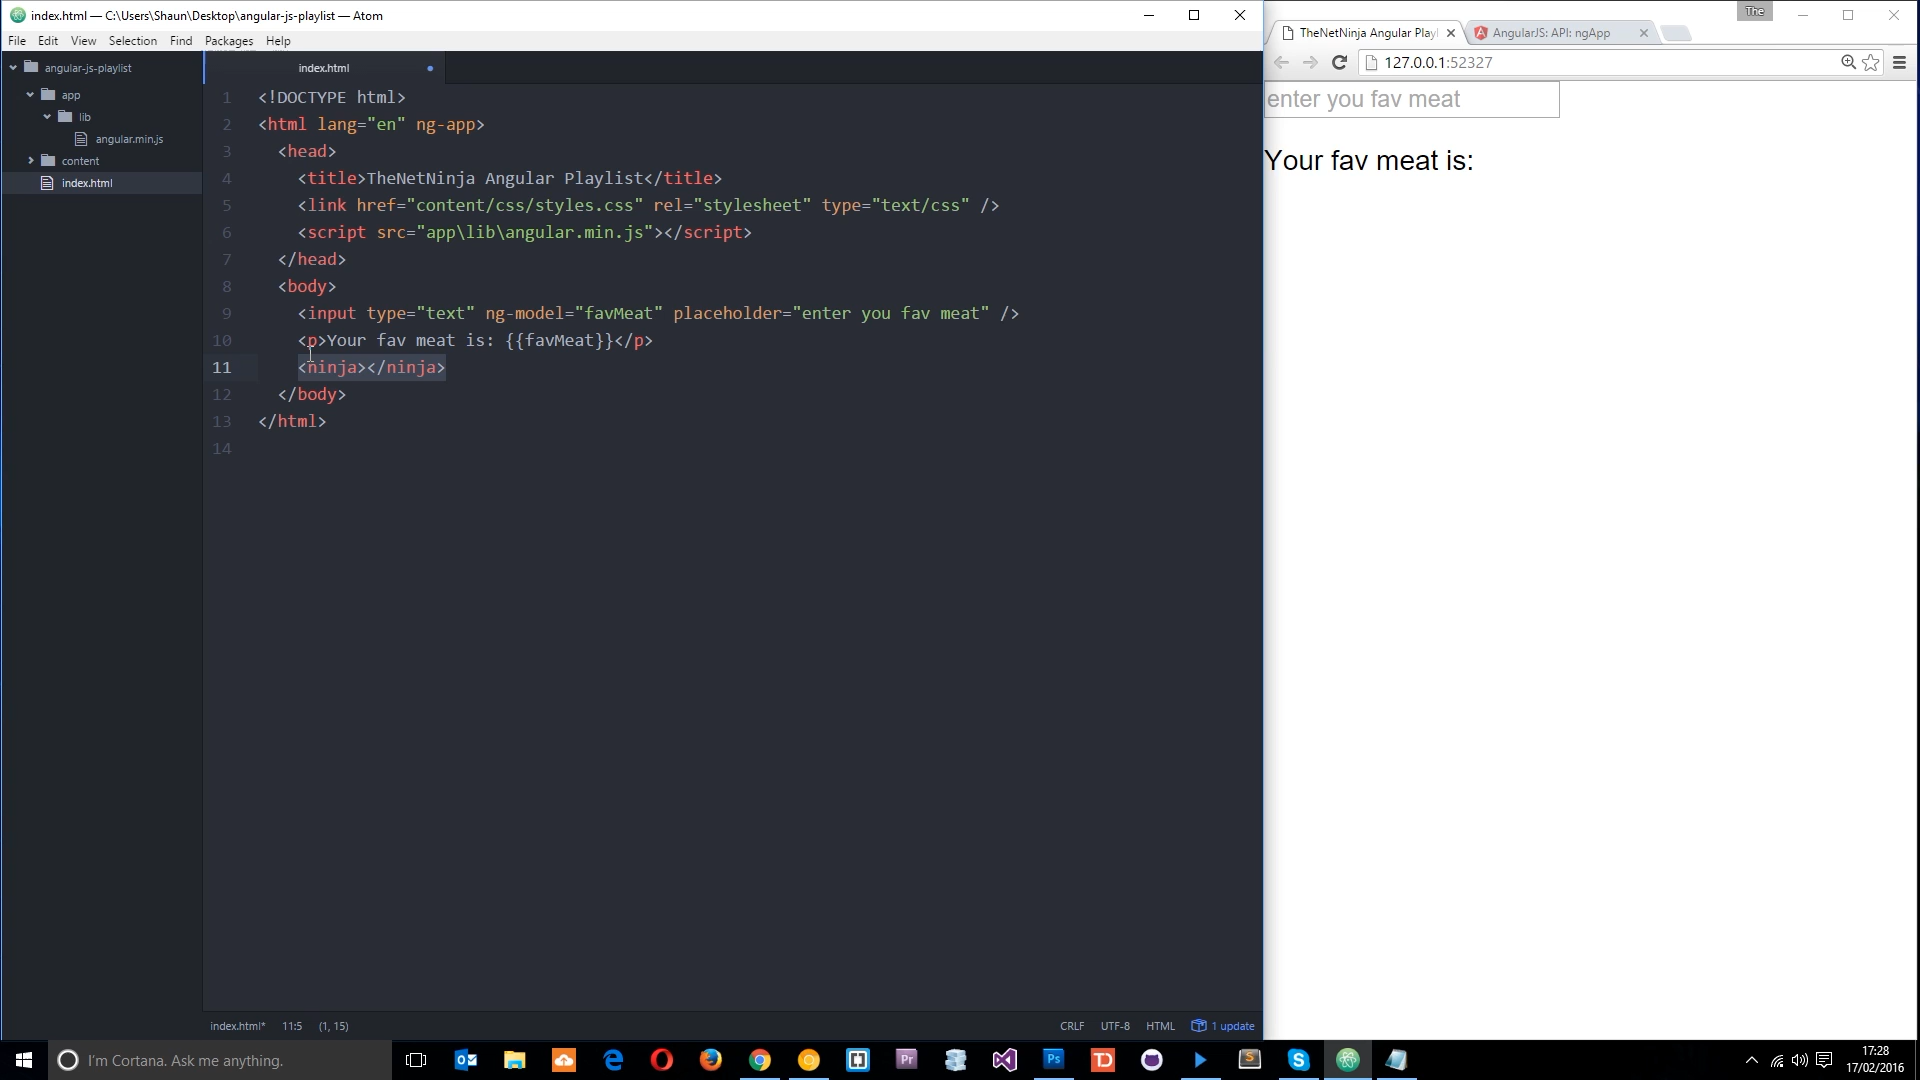 index.html — C:\Users\Shaun\Desktop\angular-js-playlist — Atom
File Edit View Selection Find Packages Help
angular-js-playlist
app
lib
angular.min.js
content
index.html
index.html
1 <!DOCTYPE html>
2 <html lang="en" ng-app>
3 <head>
4 <title>TheNetNinja Angular Playlist</title>
5 <link href="content/css/styles.css" rel="stylesheet" type="text/css" />
6 <script src="app\lib\angular.min.js"></script>
7 </head>
8 <body>
9 <input type="text" ng-model="favMeat" placeholder="enter you fav meat" />
10 <p>Your fav meat is: {{favMeat}}</p>
11 <ninja></ninja>
12 </body>
13 </html>
14
index.html* 11:5 (1, 15) CRLF UTF-8 HTML 1 update
The
TheNetNinja Angular Playl AngularJS: API: ngApp
127.0.0.1:52327
enter you fav meat
Your fav meat is:
I'm Cortana. Ask me anything.
Pr
Ps
TD
S
S
17:28
17/02/2016